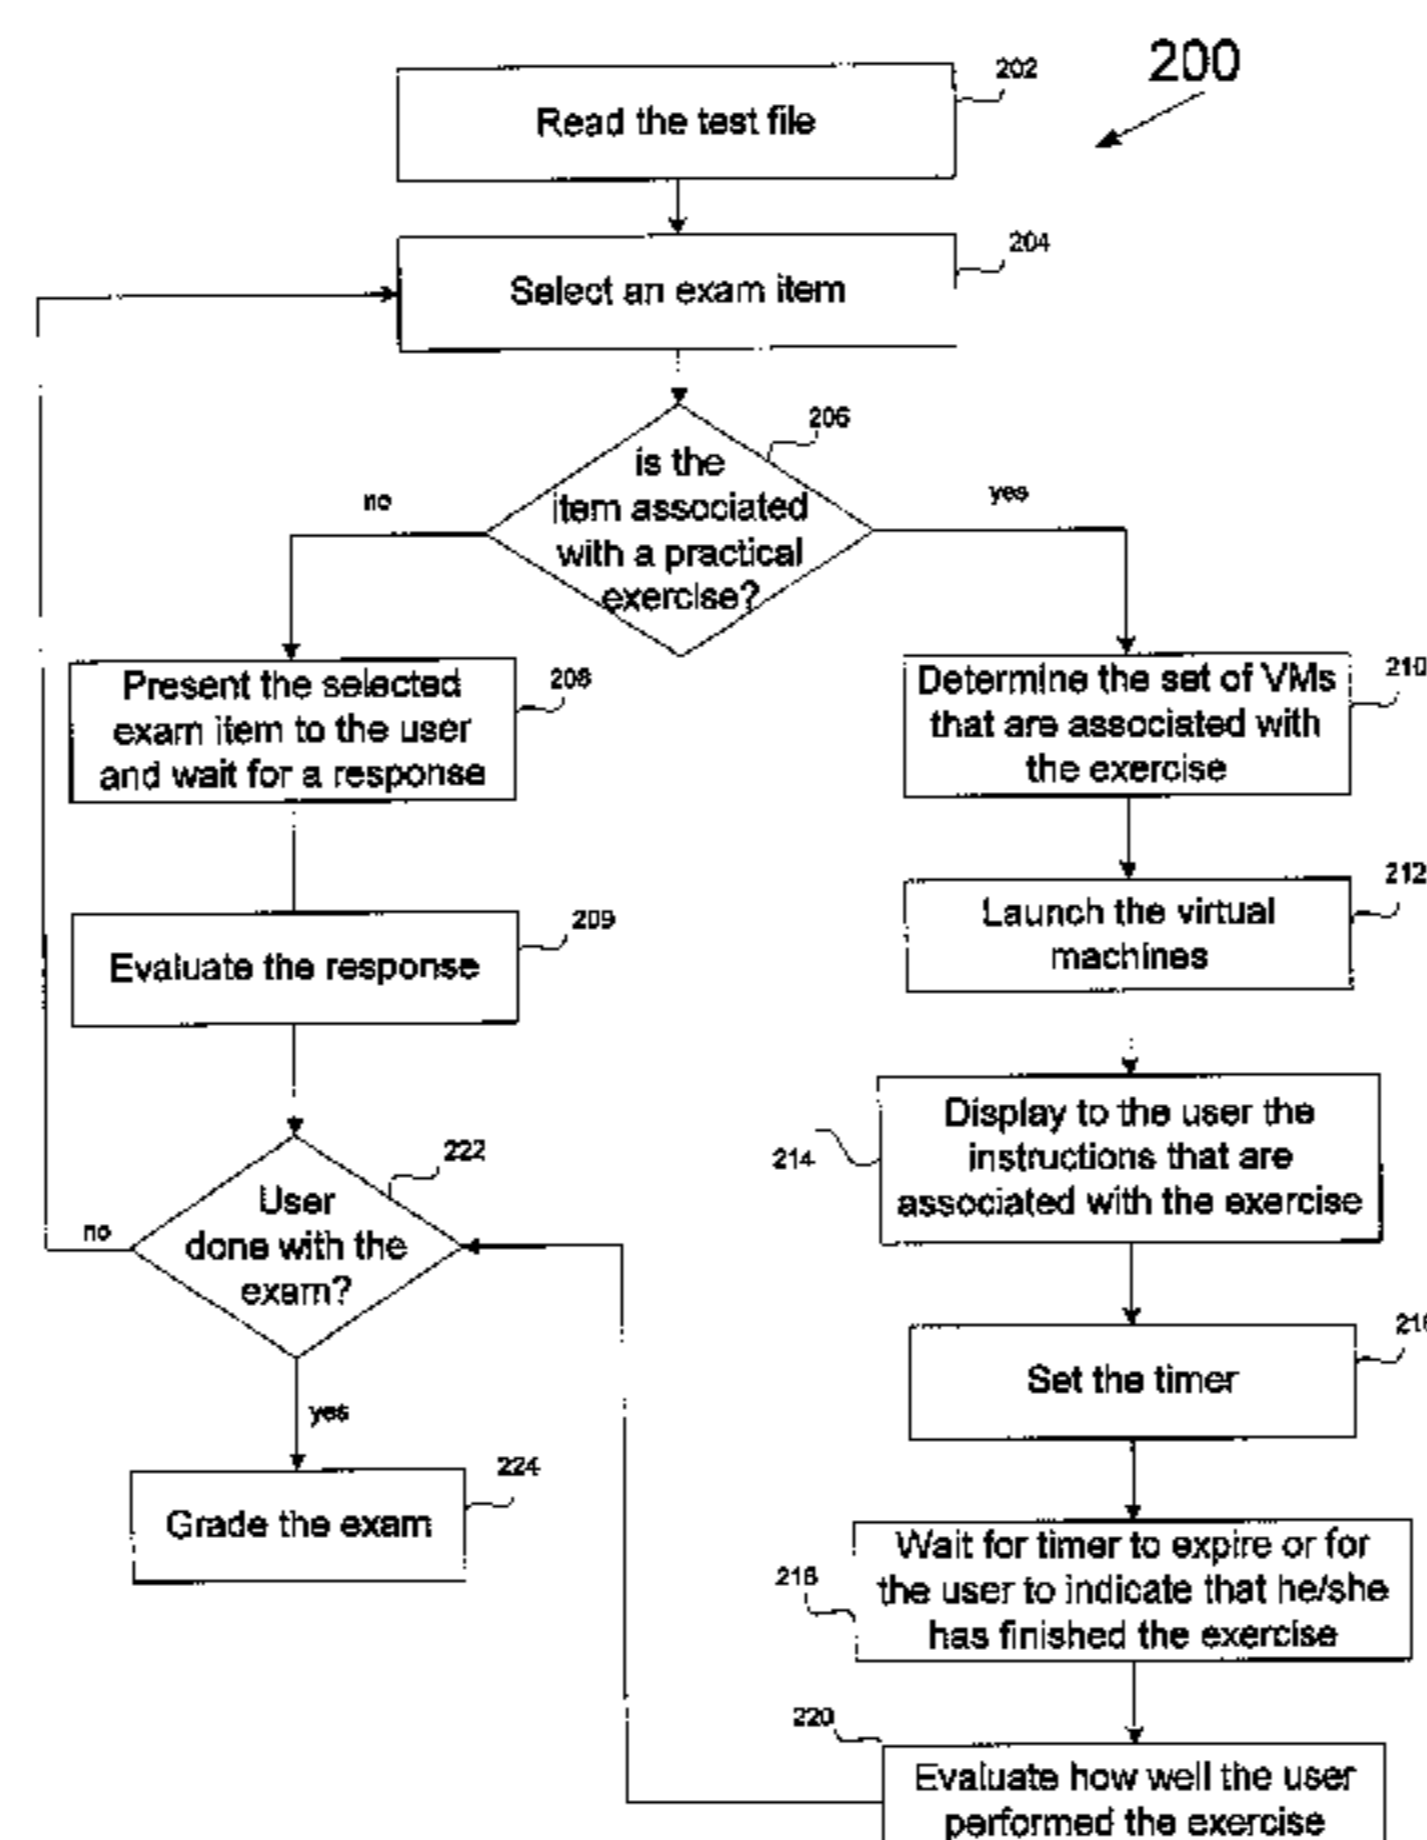 200
202
Read the test file
204
Select an exam item
206
is the
item associated
with a practical
exercise?
no
yes
208
Present the selected
exam item to the user
and wait for a response
210
Determine the set of VMs
that are associated with
the exercise
209
Evaluate the response
212
Launch the virtual
machines
214
Display to the user the
instructions that are
associated with the exercise
222
User
done with the
exam?
no
yes
Set the timer
224
Grade the exam
218
Wait for timer to expire or for
the user to indicate that he/she
has finished the exercise
220
Evaluate how well the user
performed the exercise